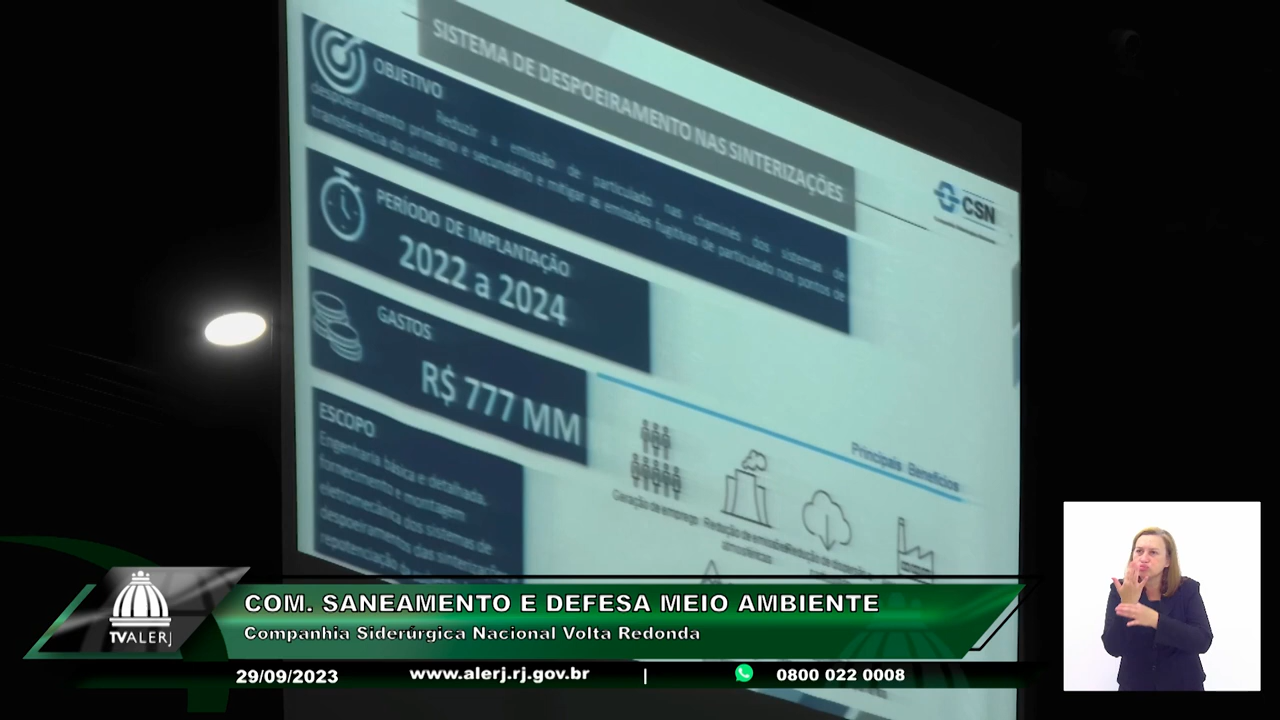 SISTEMA DE DESPOEIRAMENTO NAS SINTERIZAÇÕES
CSN
OBJETIVO
Reduzir a emissão de particulado nas chaminés dos sistemas de
despoeiramento primário e secundário e mitigar as emissões fugitivas de particulado nos pontos de
transferência do sínter.
PERÍODO DE IMPLANTAÇÃO
2022 a 2024
GASTOS
R$ 777 MM
ESCOPO
Engenharia básica e detalhada,
fornecimento e montagem
eletromecânica dos sistemas de
despoeiramento das sinterizações
repotenciação
Principais Benefícios
Geração de emprego
Redução de
COM. SANEAMENTO E DEFESA MEIO AMBIENTE
Companhia Siderúrgica Nacional Volta Redonda
TVALERJ
29/09/2023 www.alerj.rj.gov.br | 0800 022 0008